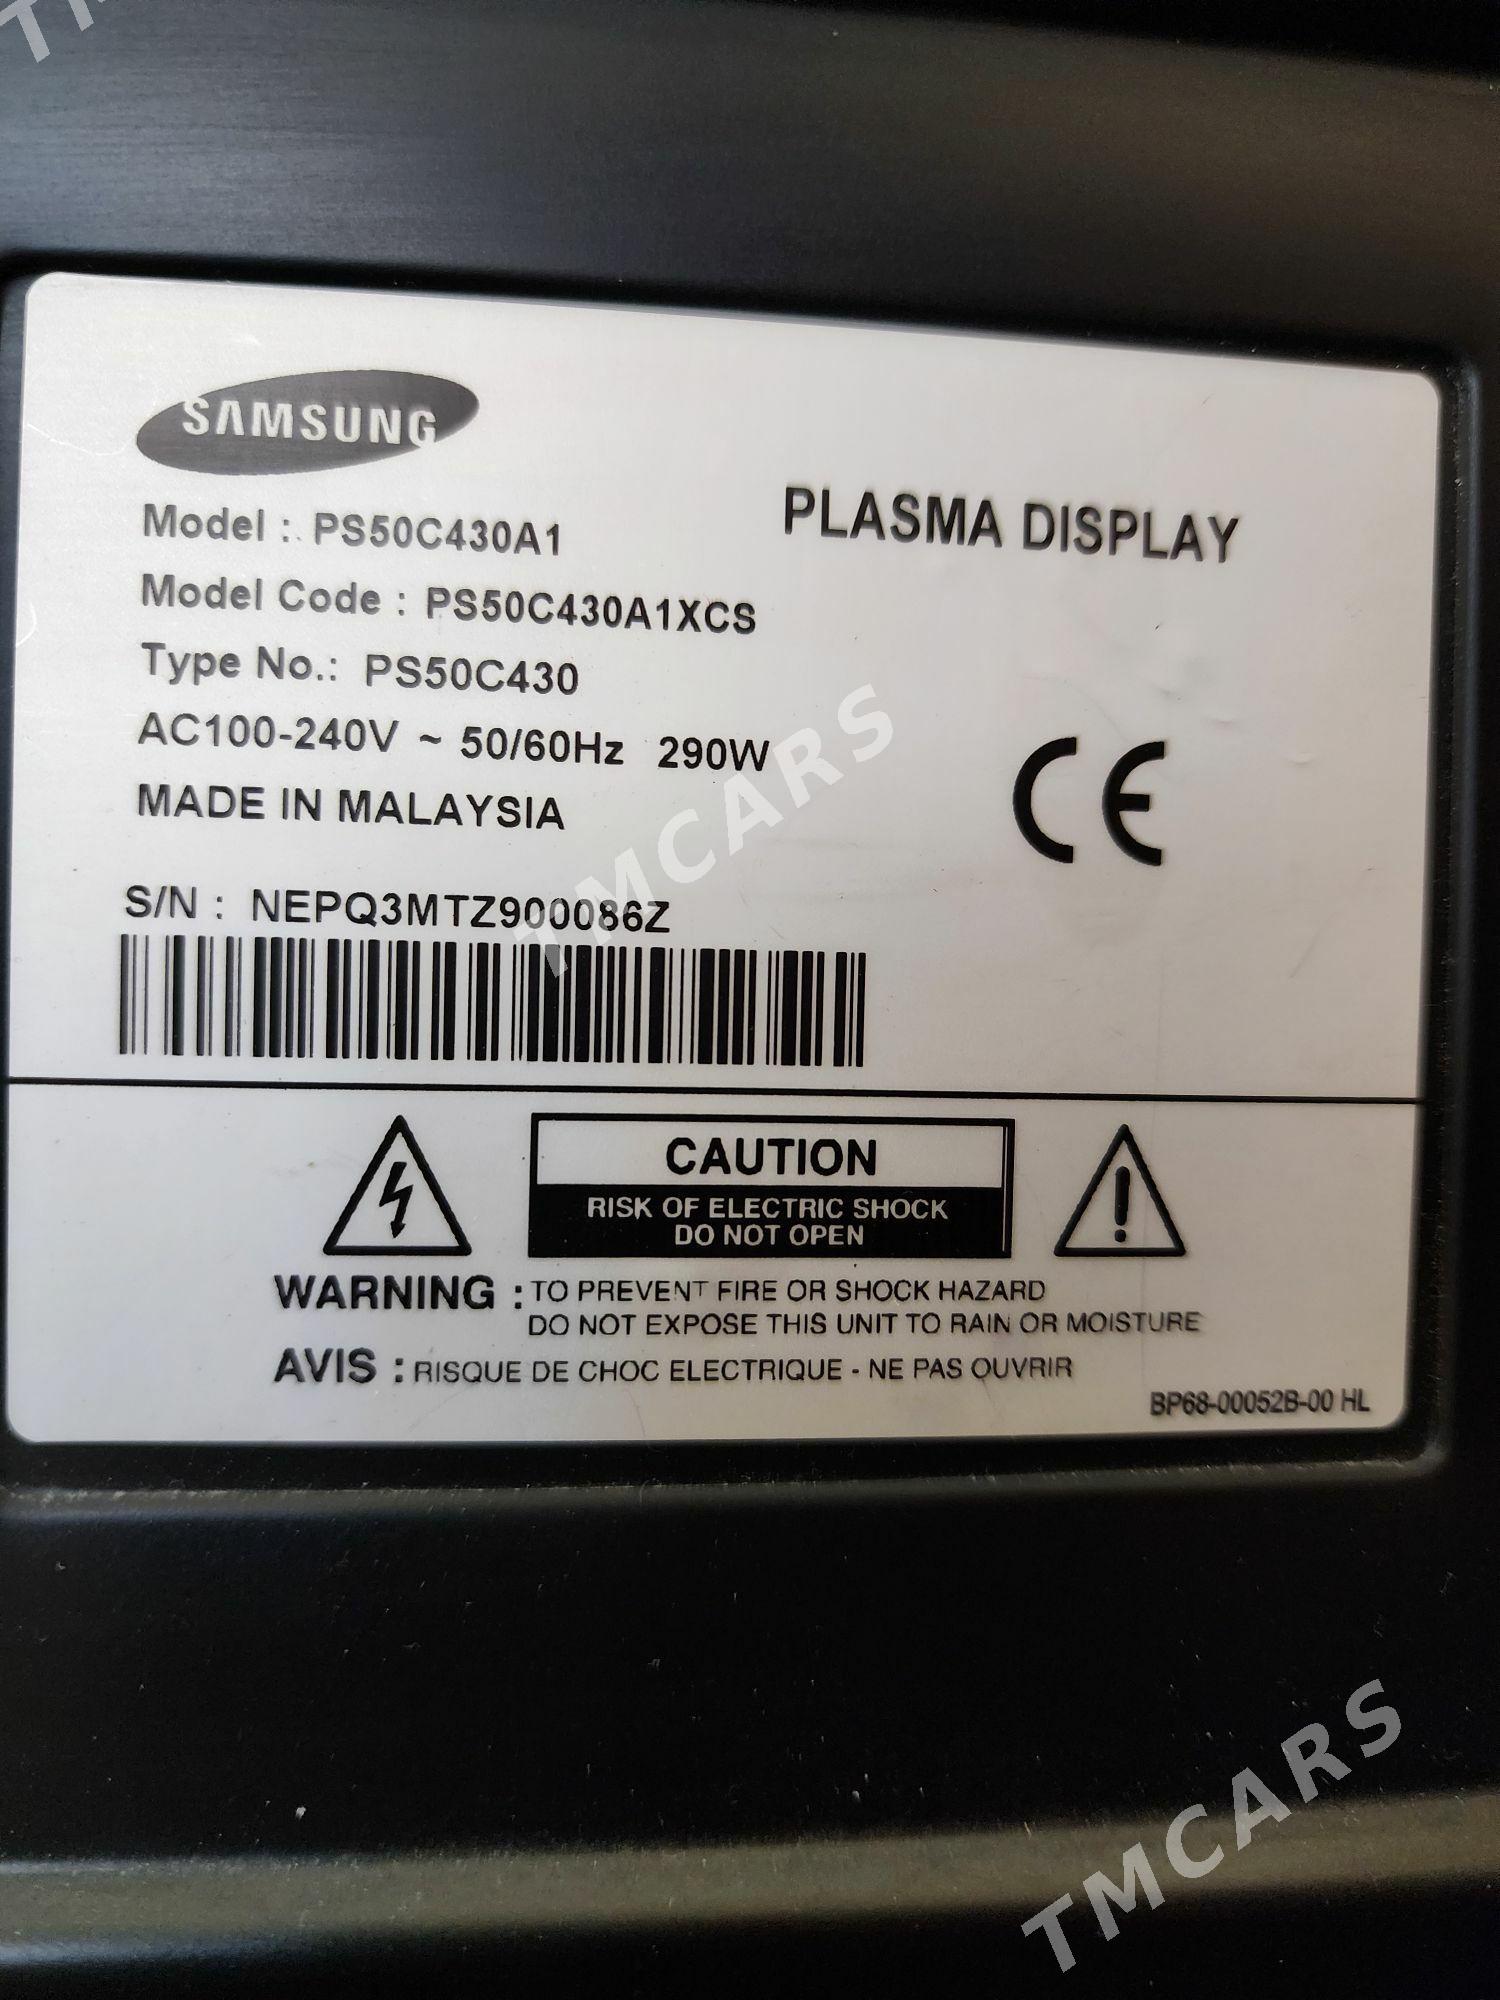 SAMSUNG
PLASMA DISPLAY
Model : PS50C430A1
Model Code : PS50C430A1XCS
Type No.: PS50C430
AC100-240V ~ 50/60Hz 290W
MADE IN MALAYSIA
CE
S/N : NEPQ3MTZ900086Z
CAUTION
RISK OF ELECTRIC SHOCK
DO NOT OPEN
WARNING : TO PREVENT FIRE OR SHOCK HAZARD
DO NOT EXPOSE THIS UNIT TO RAIN OR MOISTURE
AVIS : RISQUE DE CHOC ELECTRIQUE - NE PAS OUVRIR
BP68-00052B-00 HL
TMCARS
TMCARS